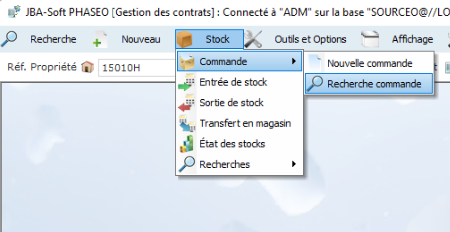 JBA-Soft PHASEO [Gestion des contrats] : Connecté à "ADM" sur la base "SOURCEO@//LO
Recherche Nouveau Stock Outils et Options Affichage
Réf. Propriété 15010H
Commande
Nouvelle commande
Recherche commande
Entrée de stock
Sortie de stock
Transfert en magasin
État des stocks
Recherches